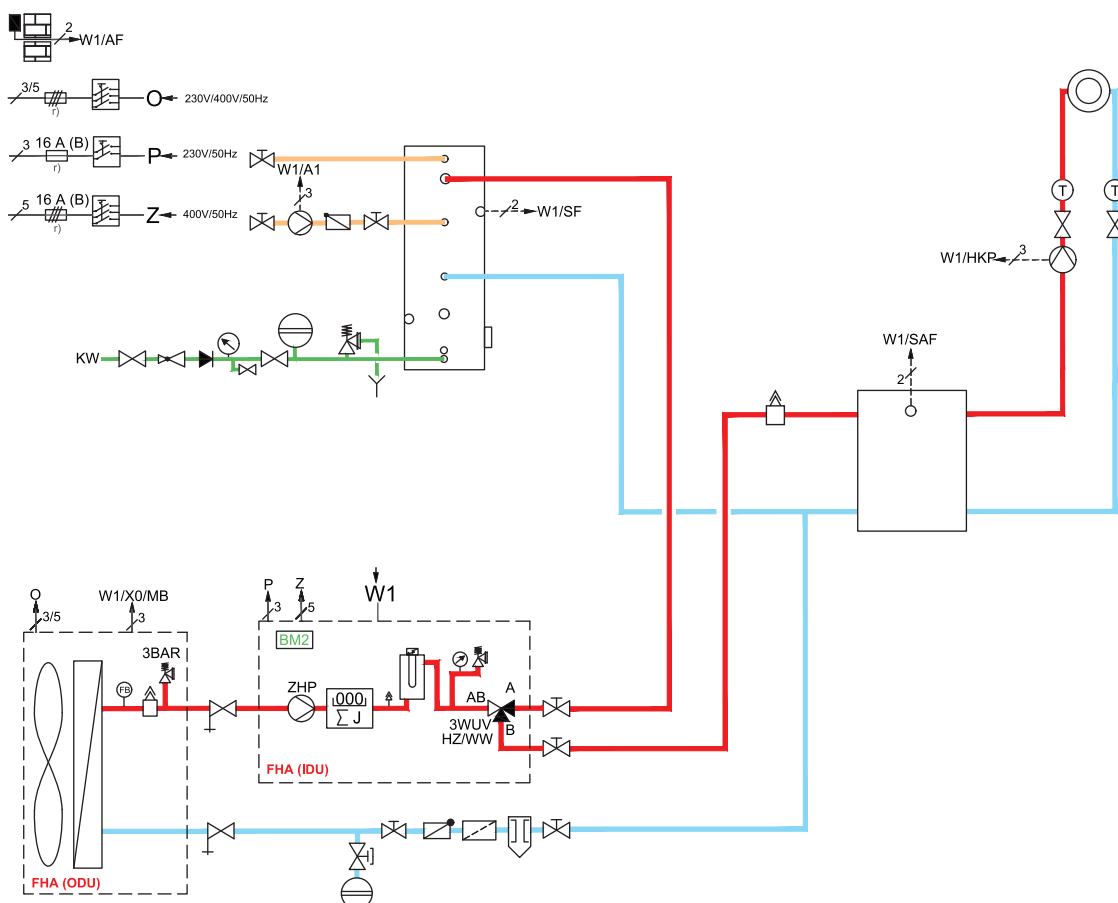 2
W1/AF
3/5
r)
O
230V/400V/50Hz
3
16 A (B)
r)
P
230V/50Hz
5
16 A (B)
r)
Z
400V/50Hz
W1/A1
3
2
W1/SF
KW
T
T
W1/HKP
3
W1/SAF
2
O
3/5
W1/X0/MB
3
P
3
Z
5
W1
BM2
3BAR
FB
ZHP
000
∑ J
AB
A
B
3WUV
HZ/WW
FHA (IDU)
FHA (ODU)